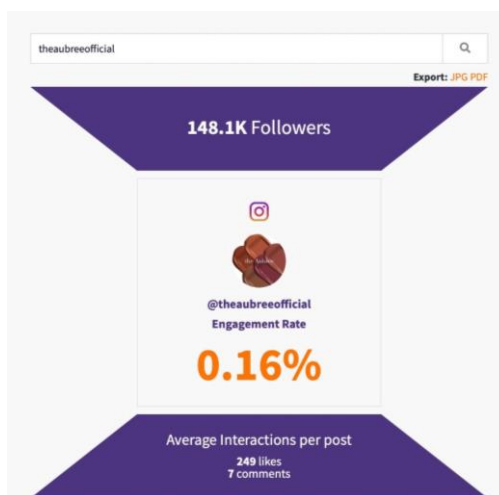 theaubreeofficial
Export: JPG PDF
148.1K Followers
@theaubreeofficial
Engagement Rate
0.16%
Average Interactions per post
249 likes
7 comments